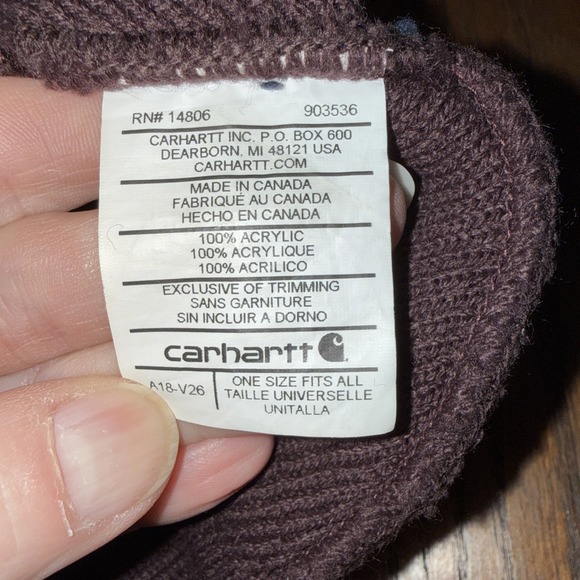 RN# 14806 903536
CARHARTT INC. P.O. BOX 600
DEARBORN, MI 48121 USA
CARHARTT.COM
MADE IN CANADA
FABRIQUÉ AU CANADA
HECHO EN CANADA
100% ACRYLIC
100% ACRYLIQUE
100% ACRILICO
EXCLUSIVE OF TRIMMING
SANS GARNITURE
SIN INCLUIR A DORNO
carhartt
A18-V26
ONE SIZE FITS ALL
TAILLE UNIVERSELLE
UNITALLA